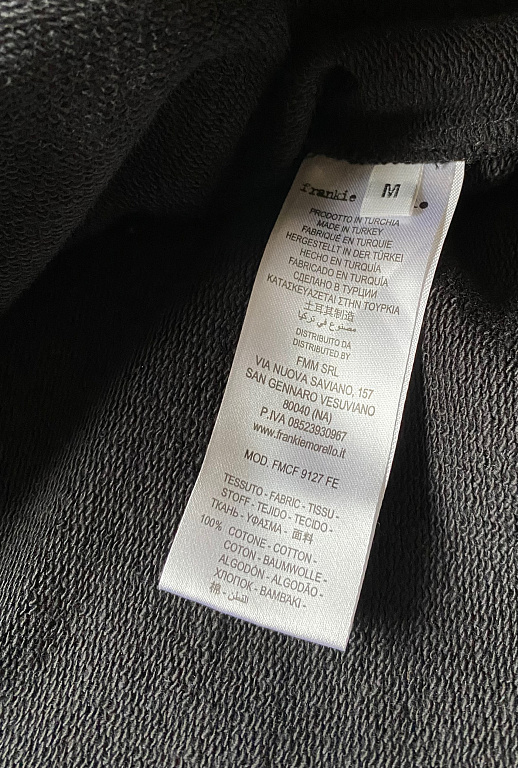 frankie M
PRODOTTO IN TURCHIA
MADE IN TURKEY
FABRIQUÉ EN TURQUIE
HERGESTELLT IN DER TÜRKEI
HECHO EN TURQUÍA
FABRICADO EN TURQUÍA
СДЕЛАНО В ТУРЦИИ
ΚΑΤΑΣΚΕΥΑΖΕΤΑΙ ΣΤΗΝ ΤΟΥΡΚΙΑ
土耳其制造
مصنوع في تركيا
DISTRIBUITO DA
DISTRIBUTED BY
FMM SRL
VIA NUOVA SAVIANO, 157
SAN GENNARO VESUVIANO
80040 (NA)
P.IVA 08523930967
www.frankiemorello.it
MOD. FMCF 9127 FE
TESSUTO - FABRIC - TISSU -
STOFF - TEJIDO - TECIDO -
ТКАНЬ - ΥΦΑΣΜΑ - 面料
100% COTONE - COTTON -
COTON - BAUMWOLLE -
ALGODÓN - ALGODÃO -
ХЛОПОК - ΒΑΜΒΑΚΙ -
棉 - القطن